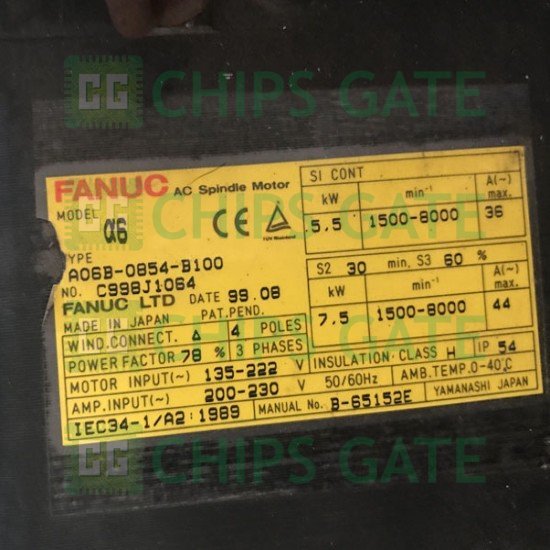 CG CHIPS GATE
FANUC AC Spindle Motor
MODEL α6
CE TÜV Rheinland
TYPE
A06B-0854-B100
NO. C998J1064
FANUC LTD DATE 99.08
MADE IN JAPAN PAT.PEND.
WIND.CONNECT. Δ 4 POLES
POWER FACTOR 78 % 3 PHASES
MOTOR INPUT(~) 135-222 V
AMP.INPUT(~) 200-230 V 50/60Hz
IEC34-1/A2:1989 MANUAL No. B-65152E
S1 CONT
kW min⁻¹ A(~) max.
5.5 1500-8000 36
S2 30 min, S3 60 %
kW min⁻¹ A(~) max.
7.5 1500-8000 44
INSULATION CLASS H IP 54
AMB.TEMP.0-40℃
YAMANASHI JAPAN
CG CHIPS GATE
CG CHIPS GATE
CG CHIPS GATE